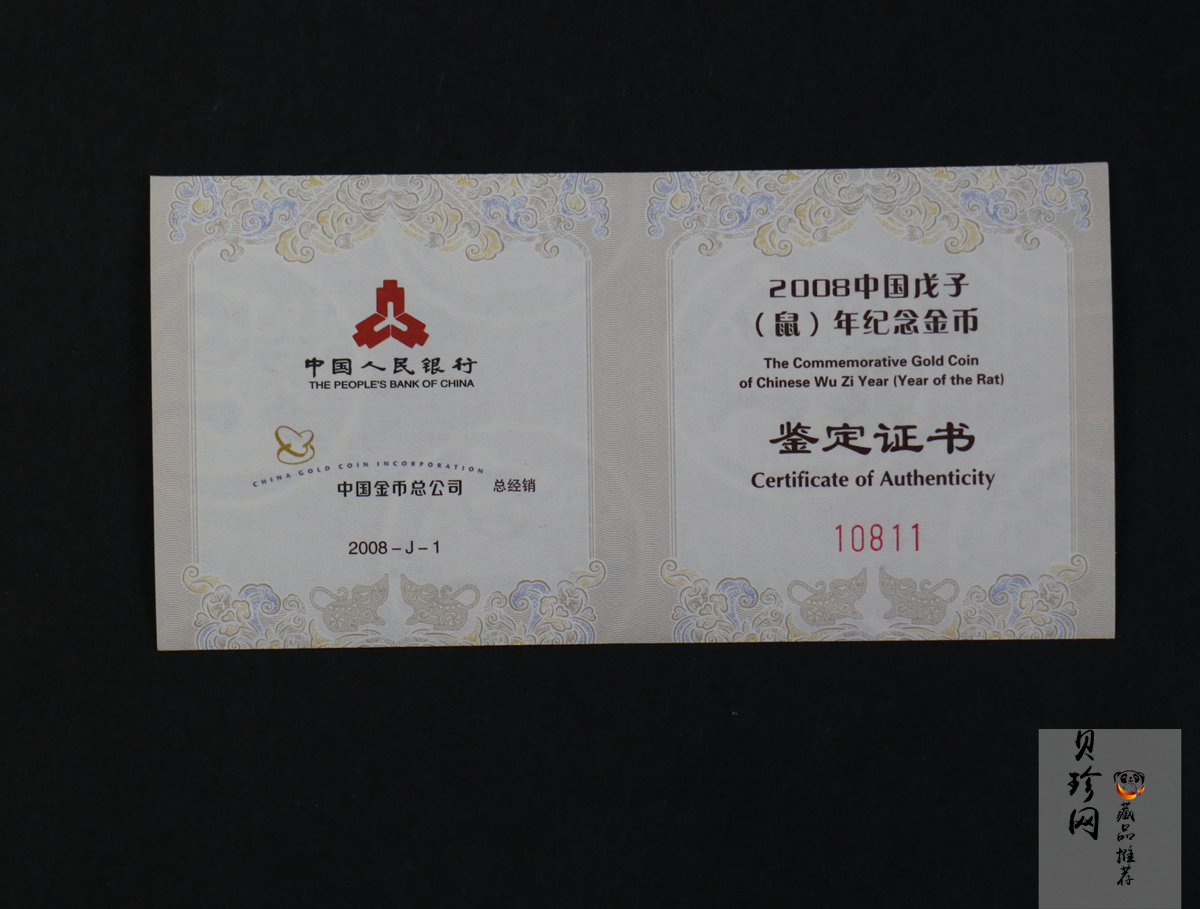 中国人民银行
THE PEOPLE'S BANK OF CHINA
CHINA GOLD COIN INCORPORATION
中国金币总公司 总经销
2008-J-1
2008中国戊子
（鼠）年纪念金币
The Commemorative Gold Coin
of Chinese Wu Zi Year (Year of the Rat)
鉴定证书
Certificate of Authenticity
10811
贝珍网
藏品推荐